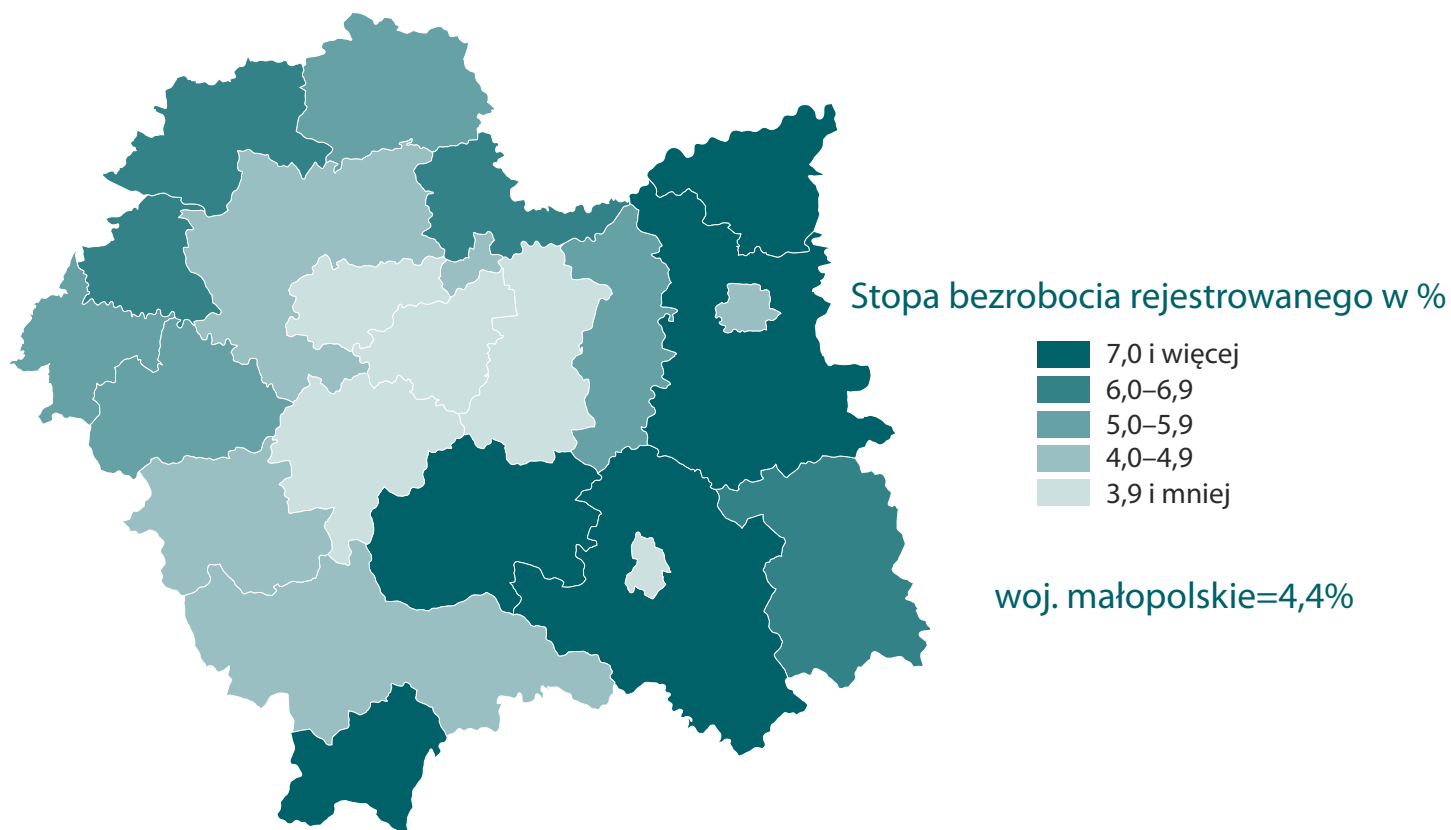 Stopa bezrobocia rejestrowanego w %
7,0 i więcej
6,0–6,9
5,0–5,9
4,0–4,9
3,9 i mniej
woj. małopolskie=4,4%